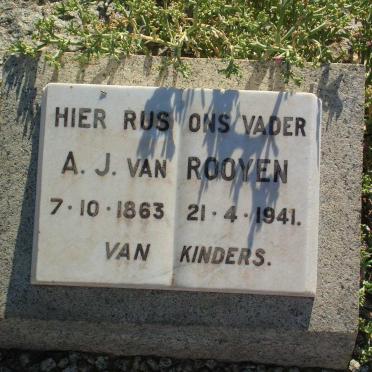 HIER RUS ONS VADER
A. J. VAN ROOYEN
7·10·1863 21·4·1941.
VAN KINDERS.